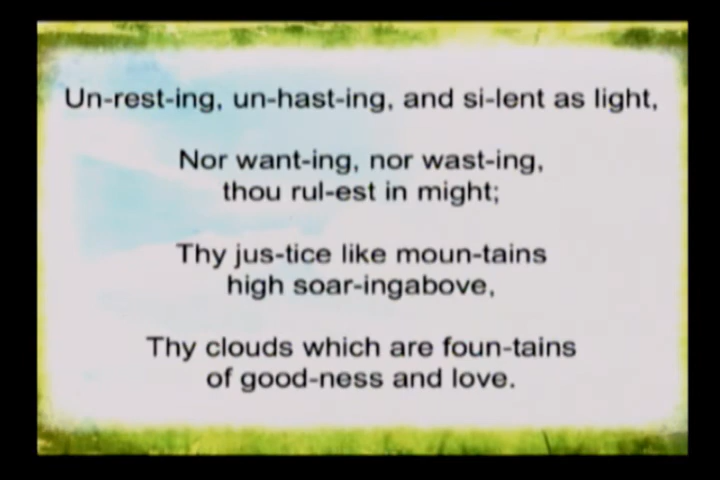 Un-rest-ing, un-hast-ing, and si-lent as light,
Nor want-ing, nor wast-ing,
thou rul-est in might;
Thy jus-tice like moun-tains
high soar-ingabove,
Thy clouds which are foun-tains
of good-ness and love.